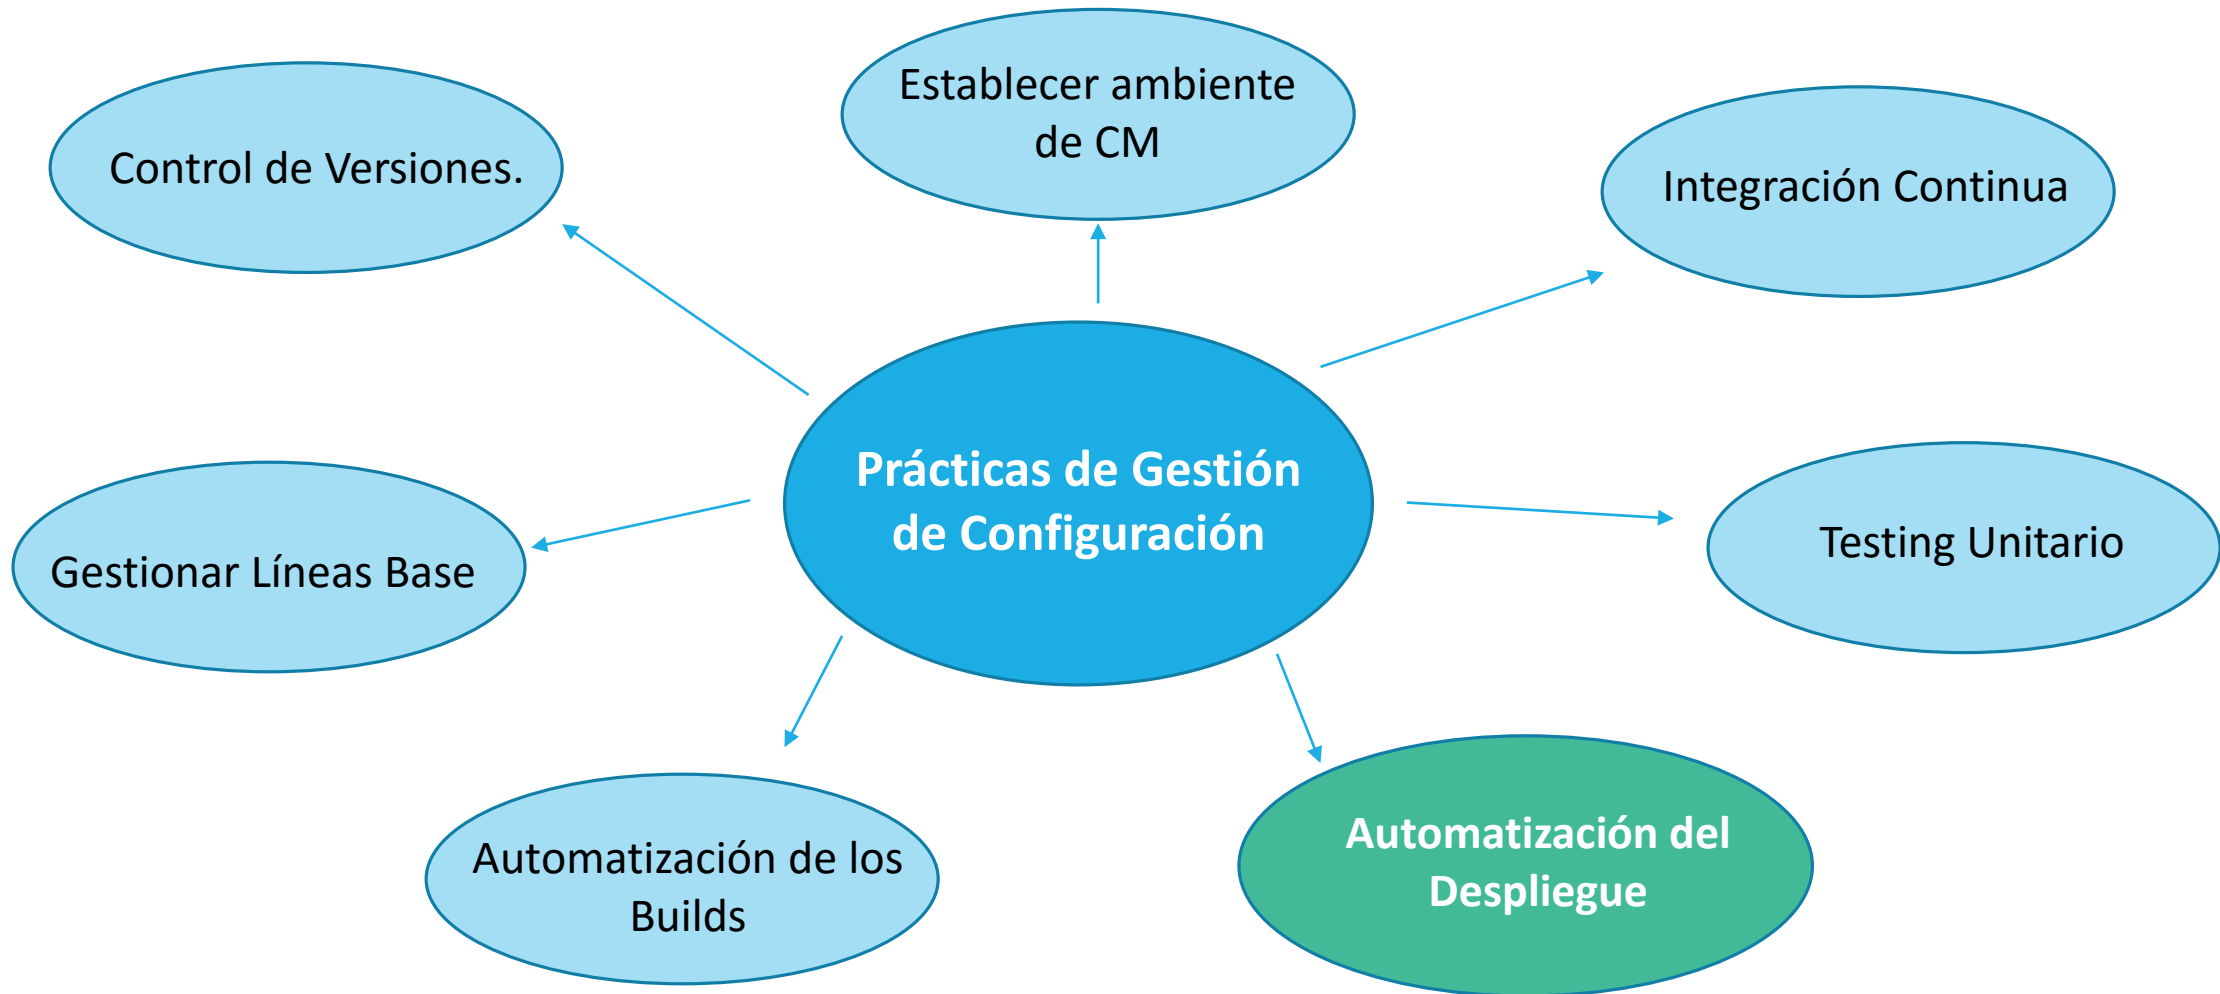 Establecer ambiente
de CM
Control de Versiones.
Integración Continua
Prácticas de Gestión
de Configuración
Gestionar Líneas Base
Testing Unitario
Automatización de los
Builds
Automatización del
Despliegue